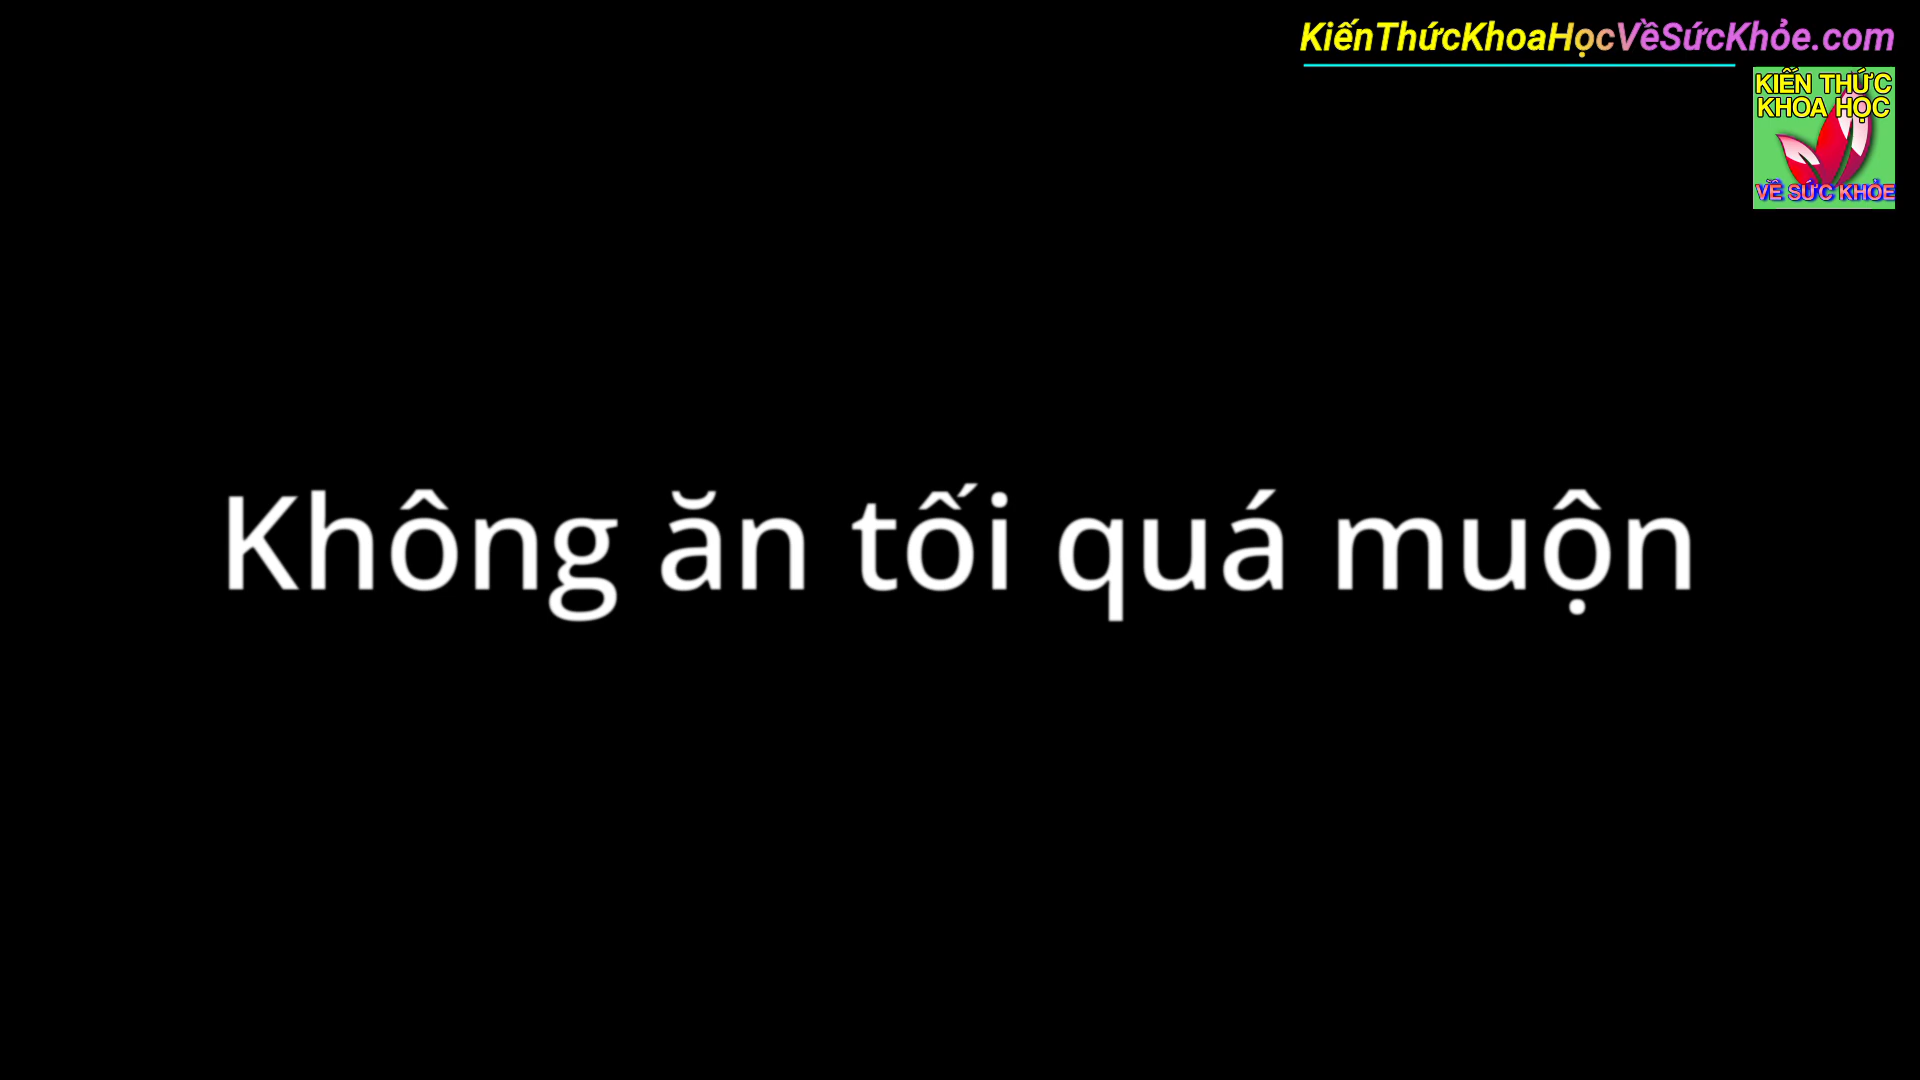 KiếnThứcKhoaHọcVềSứcKhỏe.com
KIẾN THỨC
KHOA HỌC
VỀ SỨC KHỎE
Không ăn tối quá muộn